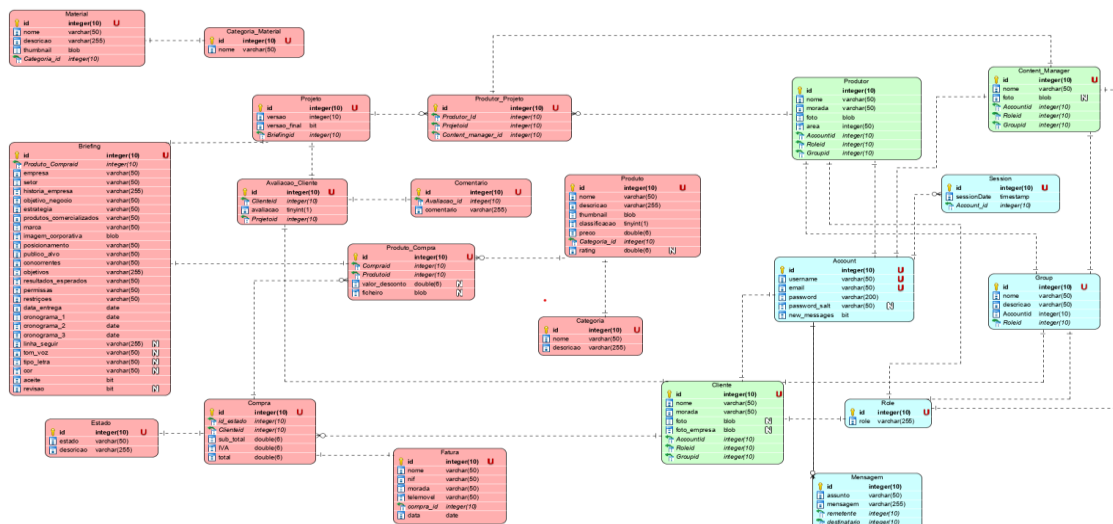 Material
id integer(10) U
nome varchar(50)
descricao varchar(255)
thumbnail blob
Categoria_id integer(10)
Categoria_Material
id integer(10) U
nome varchar(50)
Projeto
id integer(10) U
versao integer(10)
versao_final bit
Briefingid integer(10)
Produtor_Projeto
id integer(10) U
Produtor_Id integer(10)
Projetoid integer(10)
Content_manager_id integer(10)
Produtor
id integer(10)
nome varchar(50)
morada varchar(50)
foto blob
area integer(50)
Accountid integer(10)
Roleid integer(10)
Groupid integer(10)
Content_Manager
id integer(10) U
nome varchar(50)
foto blob N
Accountid integer(10)
Roleid integer(10)
Groupid integer(10)
Briefing
id integer(10) U
Produto_Compraid integer(10)
empresa varchar(50)
setor varchar(50)
historia_empresa varchar(255)
objetivo_negocio varchar(50)
estrategia varchar(50)
produtos_comercializados varchar(50)
marca varchar(50)
imagem_corporativa blob
posicionamento varchar(50)
publico_alvo varchar(50)
concorrentes varchar(50)
objetivos varchar(255)
resultados_esperados varchar(50)
permissas varchar(50)
restriçoes varchar(50)
data_entrega date
cronograma_1 date
cronograma_2 date
cronograma_3 date
linha_seguir varchar(255) N
tom_voz varchar(50) N
tipo_letra varchar(50) N
cor varchar(50) N
aceite bit
revisao bit N
Avaliacao_Cliente
id integer(10) U
Clienteid integer(10)
avaliacao tinyint(1)
Projetoid integer(10)
Comentario
id integer(10) U
Avaliacao_id integer(10)
comentario varchar(255)
Produto
id integer(10) U
nome varchar(50)
descricao varchar(255)
thumbnail blob
classificacao tinyint(1)
preco double(6)
Categoria_id integer(10)
rating double(6) N
Session
id integer(10) U
sessionDate timestamp
Account_id integer(10)
Produto_Compra
id integer(10) U
Compraid integer(10)
Produtoid integer(10)
valor_desconto double(6) N
ficheiro blob N
Account
id integer(10) U
username varchar(50) U
email varchar(50) U
password varchar(200)
password_salt varchar(50) N
new_messages bit
Group
id integer(10) U
nome varchar(50)
descricao varchar(50)
Accountid integer(10)
Roleid integer(10)
Categoria
id integer(10) U
nome varchar(50)
descricao varchar(255)
Cliente
id integer(10) U
nome varchar(50)
morada varchar(50)
foto blob N
foto_empresa blob N
Accountid integer(10)
Roleid integer(10)
Groupid integer(10)
Role
id integer(10) U
role varchar(255)
Estado
id integer(10) U
estado varchar(50)
descricao varchar(255)
Compra
id integer(10) U
id_estado integer(10)
Clienteid integer(10)
sub_total double(6)
IVA double(6)
total double(6)
Fatura
id integer(10) U
nome varchar(50)
nif varchar(50)
morada varchar(50)
telemovel varchar(50)
compra_id integer(10)
data date
Mensagem
id integer(10)
assunto varchar(50)
mensagem varchar(255)
remetente integer(10)
destinatario integer(10)